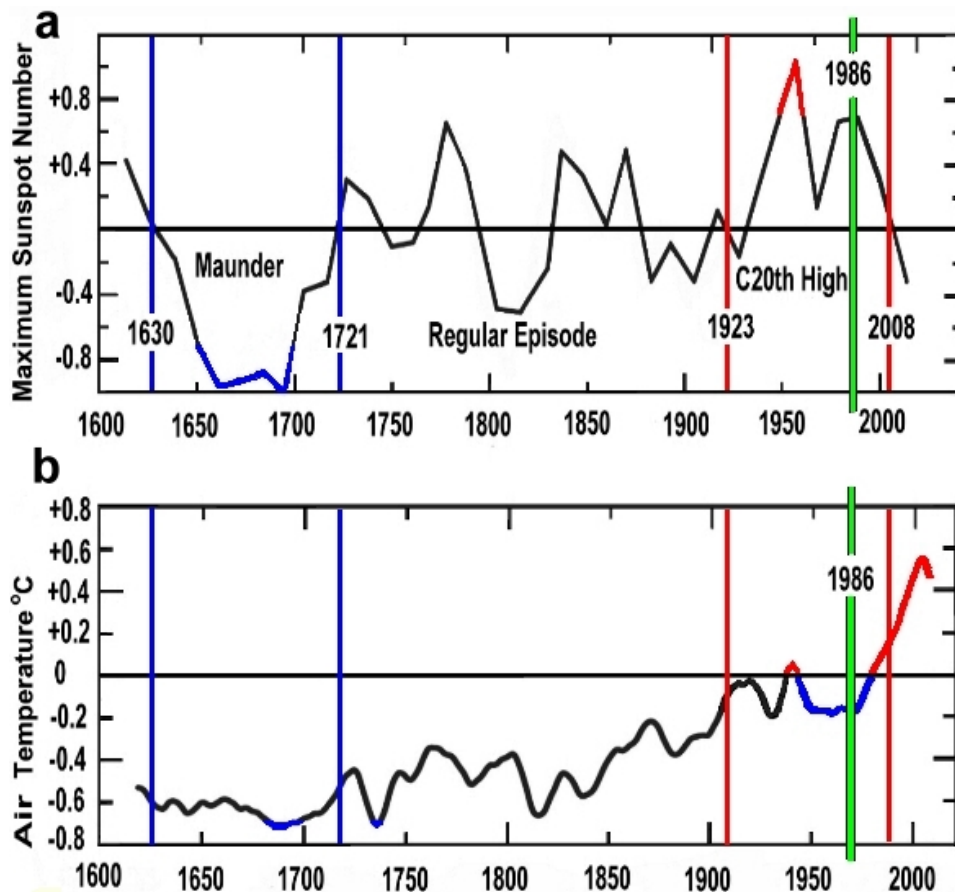 a
Maximum Sunspot Number
+0.8
+0.4
-0.4
-0.8
1986
Maunder
C20th High
1630
1721
Regular Episode
1923
2008
1600 1650 1700 1750 1800 1850 1900 1950 2000
b
Air Temperature °C
+0.8
+0.6
+0.4
+0.2
0
-0.2
-0.4
-0.6
-0.8
1986
1600 1650 1700 1750 1800 1850 1900 1950 2000